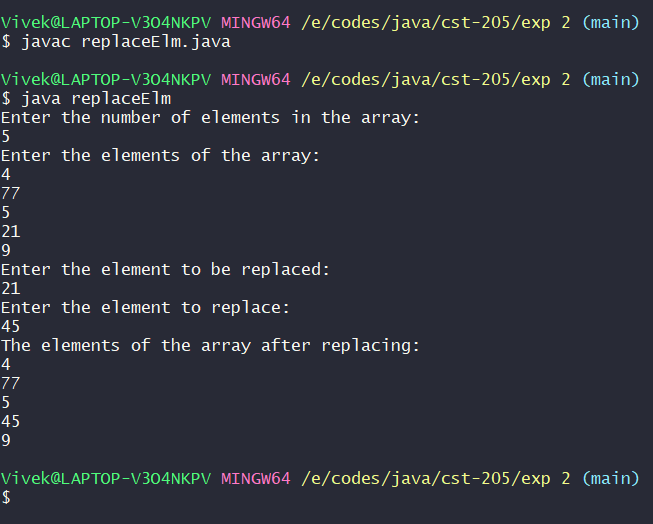 Vivek@LAPTOP-V3O4NKPV MINGW64 /e/codes/java/cst-205/exp 2 (main)
$ javac replaceElm.java
Vivek@LAPTOP-V3O4NKPV MINGW64 /e/codes/java/cst-205/exp 2 (main)
$ java replaceElm
Enter the number of elements in the array:
5
Enter the elements of the array:
4
77
5
21
9
Enter the element to be replaced:
21
Enter the element to replace:
45
The elements of the array after replacing:
4
77
5
45
9
Vivek@LAPTOP-V3O4NKPV MINGW64 /e/codes/java/cst-205/exp 2 (main)
$